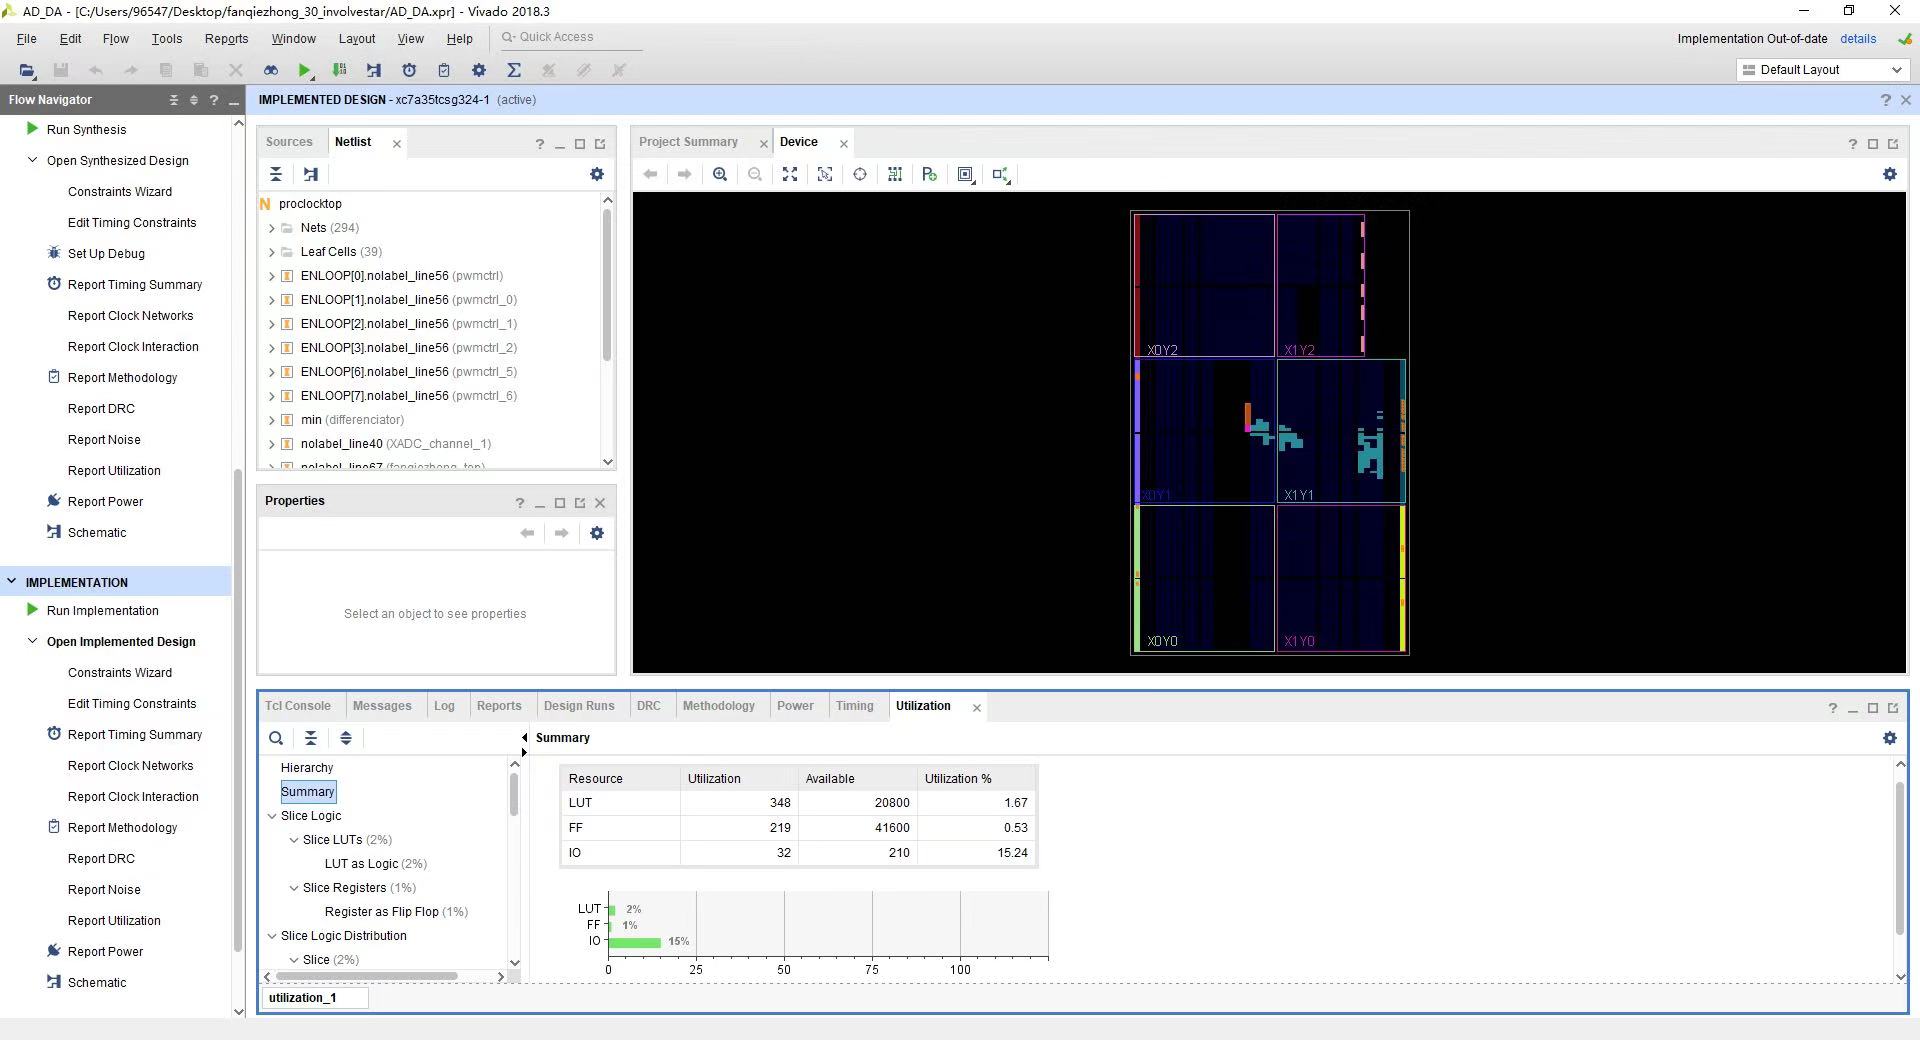 AD_DA - [C:/Users/96547/Desktop/fanqiezhong_30_involvestar/AD_DA.xpr] - Vivado 2018.3
File Edit Flow Tools Reports Window Layout View Help Quick Access
Implementation Out-of-date details
Default Layout
Flow Navigator
IMPLEMENTED DESIGN - xc7a35tcsg324-1 (active)
Run Synthesis
Open Synthesized Design
Constraints Wizard
Edit Timing Constraints
Set Up Debug
Report Timing Summary
Report Clock Networks
Report Clock Interaction
Report Methodology
Report DRC
Report Noise
Report Utilization
Report Power
Schematic
IMPLEMENTATION
Run Implementation
Open Implemented Design
Constraints Wizard
Edit Timing Constraints
Report Timing Summary
Report Clock Networks
Report Clock Interaction
Report Methodology
Report DRC
Report Noise
Report Utilization
Report Power
Schematic
Sources Netlist
N proclocktop
Nets (294)
Leaf Cells (39)
ENLOOP[0].nolabel_line56 (pwmctrl)
ENLOOP[1].nolabel_line56 (pwmctrl_0)
ENLOOP[2].nolabel_line56 (pwmctrl_1)
ENLOOP[3].nolabel_line56 (pwmctrl_2)
ENLOOP[6].nolabel_line56 (pwmctrl_5)
ENLOOP[7].nolabel_line56 (pwmctrl_6)
min (differenciator)
nolabel_line40 (XADC_channel_1)
nolabel_line67 (fanqiezhong_top)
Properties
Select an object to see properties
Project Summary Device
X0Y2 X1Y2
X0Y1 X1Y1
X0Y0 X1Y0
Tcl Console Messages Log Reports Design Runs DRC Methodology Power Timing Utilization
Hierarchy
Summary
Slice Logic
Slice LUTs (2%)
LUT as Logic (2%)
Slice Registers (1%)
Register as Flip Flop (1%)
Slice Logic Distribution
Slice (2%)
Summary
Resource Utilization Available Utilization %
LUT 348 20800 1.67
FF 219 41600 0.53
IO 32 210 15.24
LUT 2%
FF 1%
IO 15%
0 25 50 75 100
utilization_1